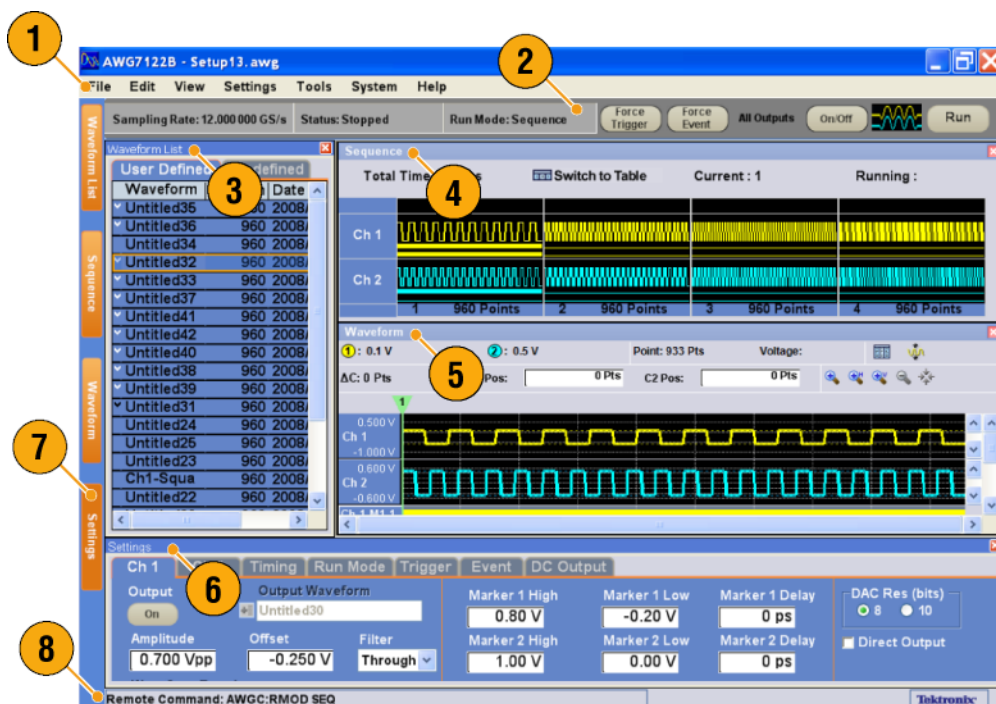 1
AWG7122B - Setup13.awg
2
File Edit View Settings Tools System Help
Sampling Rate: 12.000 000 GS/s Status: Stopped Run Mode: Sequence Force Trigger Force Event All Outputs On/Off Run
Waveform List
Sequence
Waveform
Settings
Waveform List
3
User Defined
Waveform Date
Untitled35 960 2008/
Untitled36 960 2008/
Untitled34 960 2008/
Untitled32 960 2008/
Untitled33 960 2008/
Untitled37 960 2008/
Untitled41 960 2008/
Untitled42 960 2008/
Untitled40 960 2008/
Untitled38 960 2008/
Untitled39 960 2008/
Untitled31 960 2008/
Untitled24 960 2008/
Untitled25 960 2008/
Untitled23 960 2008/
Ch1-Squa 960 2008/
Untitled22 960 2008/
Sequence
4
Total Time Switch to Table Current : 1 Running :
Ch 1
Ch 2
1 960 Points 2 960 Points 3 960 Points 4 960 Points
Waveform
5
1 : 0.1 V 2 : 0.5 V Point: 933 Pts Voltage:
ΔC: 0 Pts Pos: 0 Pts C2 Pos: 0 Pts
1
0.500 V
Ch 1
-1.000 V
0.600 V
Ch 2
-0.600 V
Ch 1 M1 1
7
Settings
6
Ch 1 Timing Run Mode Trigger Event DC Output
Output Output Waveform Marker 1 High Marker 1 Low Marker 1 Delay DAC Res (bits)
On Untitled30 0.80 V -0.20 V 0 ps 8 10
Amplitude Offset Filter Marker 2 High Marker 2 Low Marker 2 Delay Direct Output
0.700 Vpp -0.250 V Through 1.00 V 0.00 V 0 ps
8
Remote Command: AWGC:RMOD SEQ Tektronix